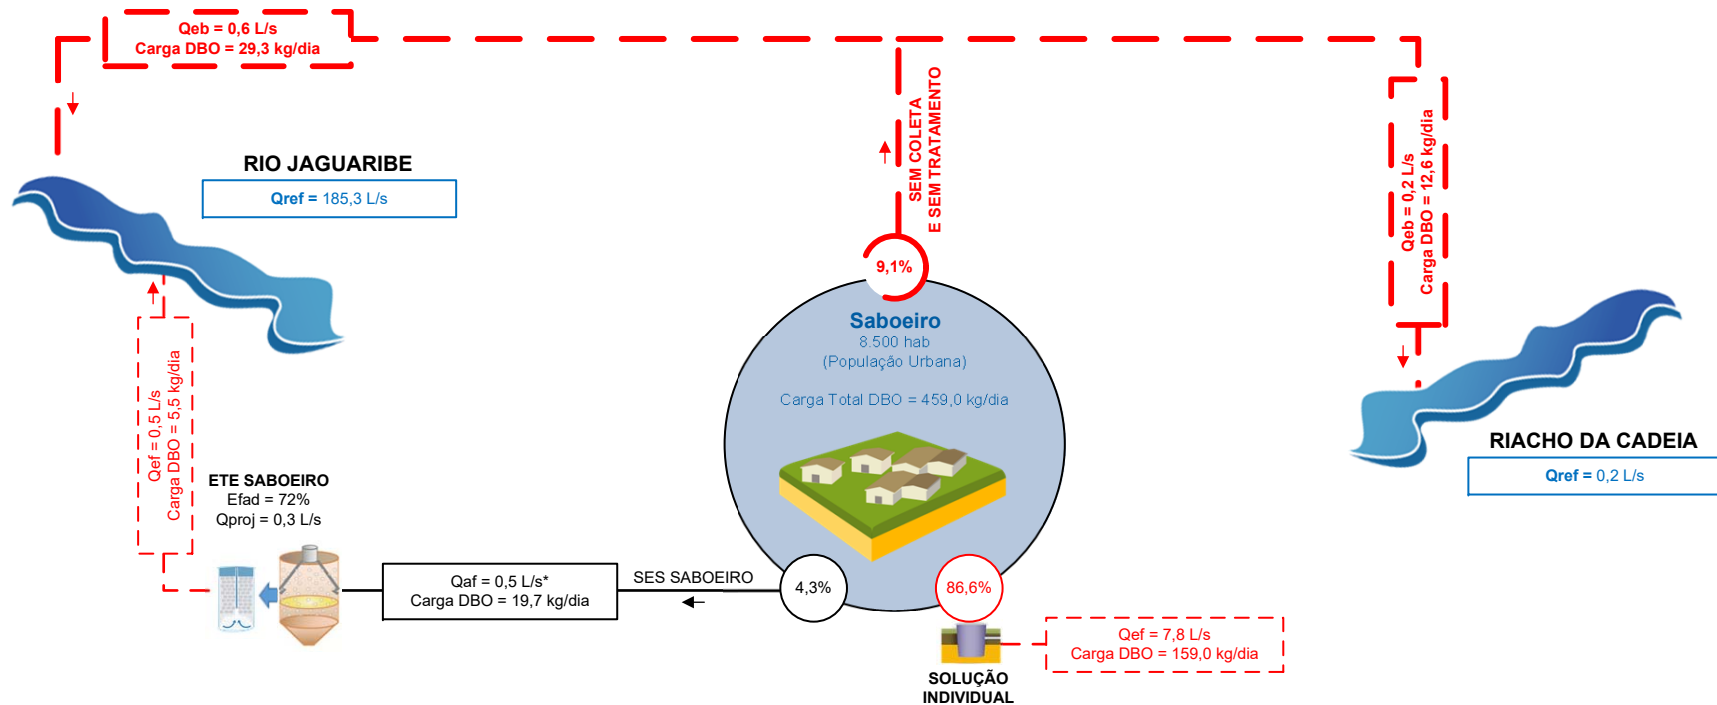 Qeb = 0,6 L/s
Carga DBO = 29,3 kg/dia
RIO JAGUARIBE
Qref = 185,3 L/s
SEM COLETA
E SEM TRATAMENTO
Qeb = 0,2 L/s
Carga DBO = 12,6 kg/dia
9,1%
Saboeiro
8.500 hab
(População Urbana)
Carga Total DBO = 459,0 kg/dia
Qef = 0,5 L/s
Carga DBO = 5,5 kg/dia
RIACHO DA CADEIA
Qref = 0,2 L/s
ETE SABOEIRO
Efad = 72%
Qproj = 0,3 L/s
Qaf = 0,5 L/s*
Carga DBO = 19,7 kg/dia
SES SABOEIRO
4,3%
86,6%
Qef = 7,8 L/s
Carga DBO = 159,0 kg/dia
SOLUÇÃO
INDIVIDUAL